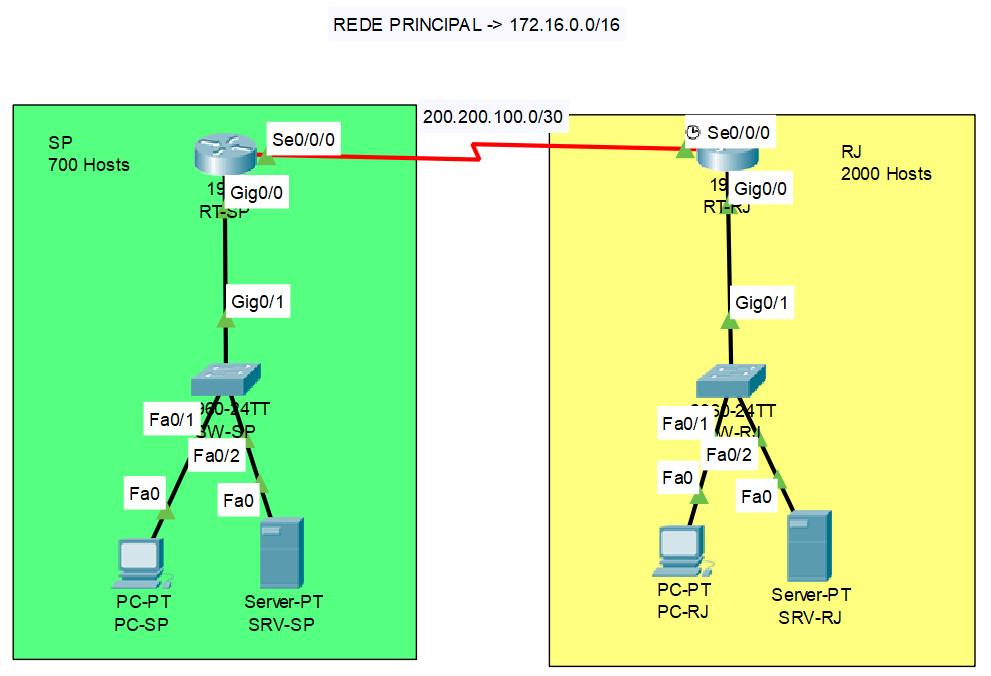 REDE PRINCIPAL -> 172.16.0.0/16
200.200.100.0/30
SP
700 Hosts
Se0/0/0
19
Gig0/0
RT-SP
Gig0/1
960-24TT
Fa0/1
SW-SP
Fa0/2
Fa0
Fa0
PC-PT
PC-SP
Server-PT
SRV-SP
Se0/0/0
RJ
2000 Hosts
19
Gig0/0
RT-RJ
Gig0/1
2960-24TT
Fa0/1
W-RJ
Fa0/2
Fa0
Fa0
PC-PT
PC-RJ
Server-PT
SRV-RJ